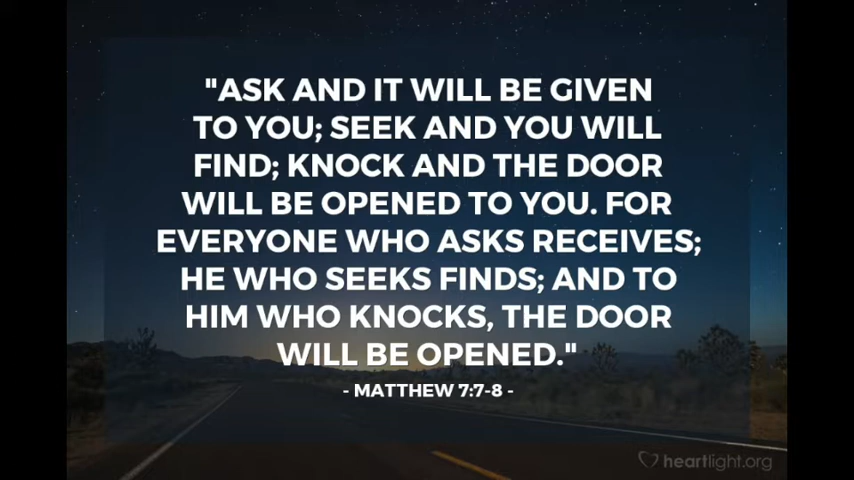 "ASK AND IT WILL BE GIVEN
TO YOU; SEEK AND YOU WILL
FIND; KNOCK AND THE DOOR
WILL BE OPENED TO YOU. FOR
EVERYONE WHO ASKS RECEIVES;
HE WHO SEEKS FINDS; AND TO
HIM WHO KNOCKS, THE DOOR
WILL BE OPENED."
- MATTHEW 7:7-8 -
heartlight.org